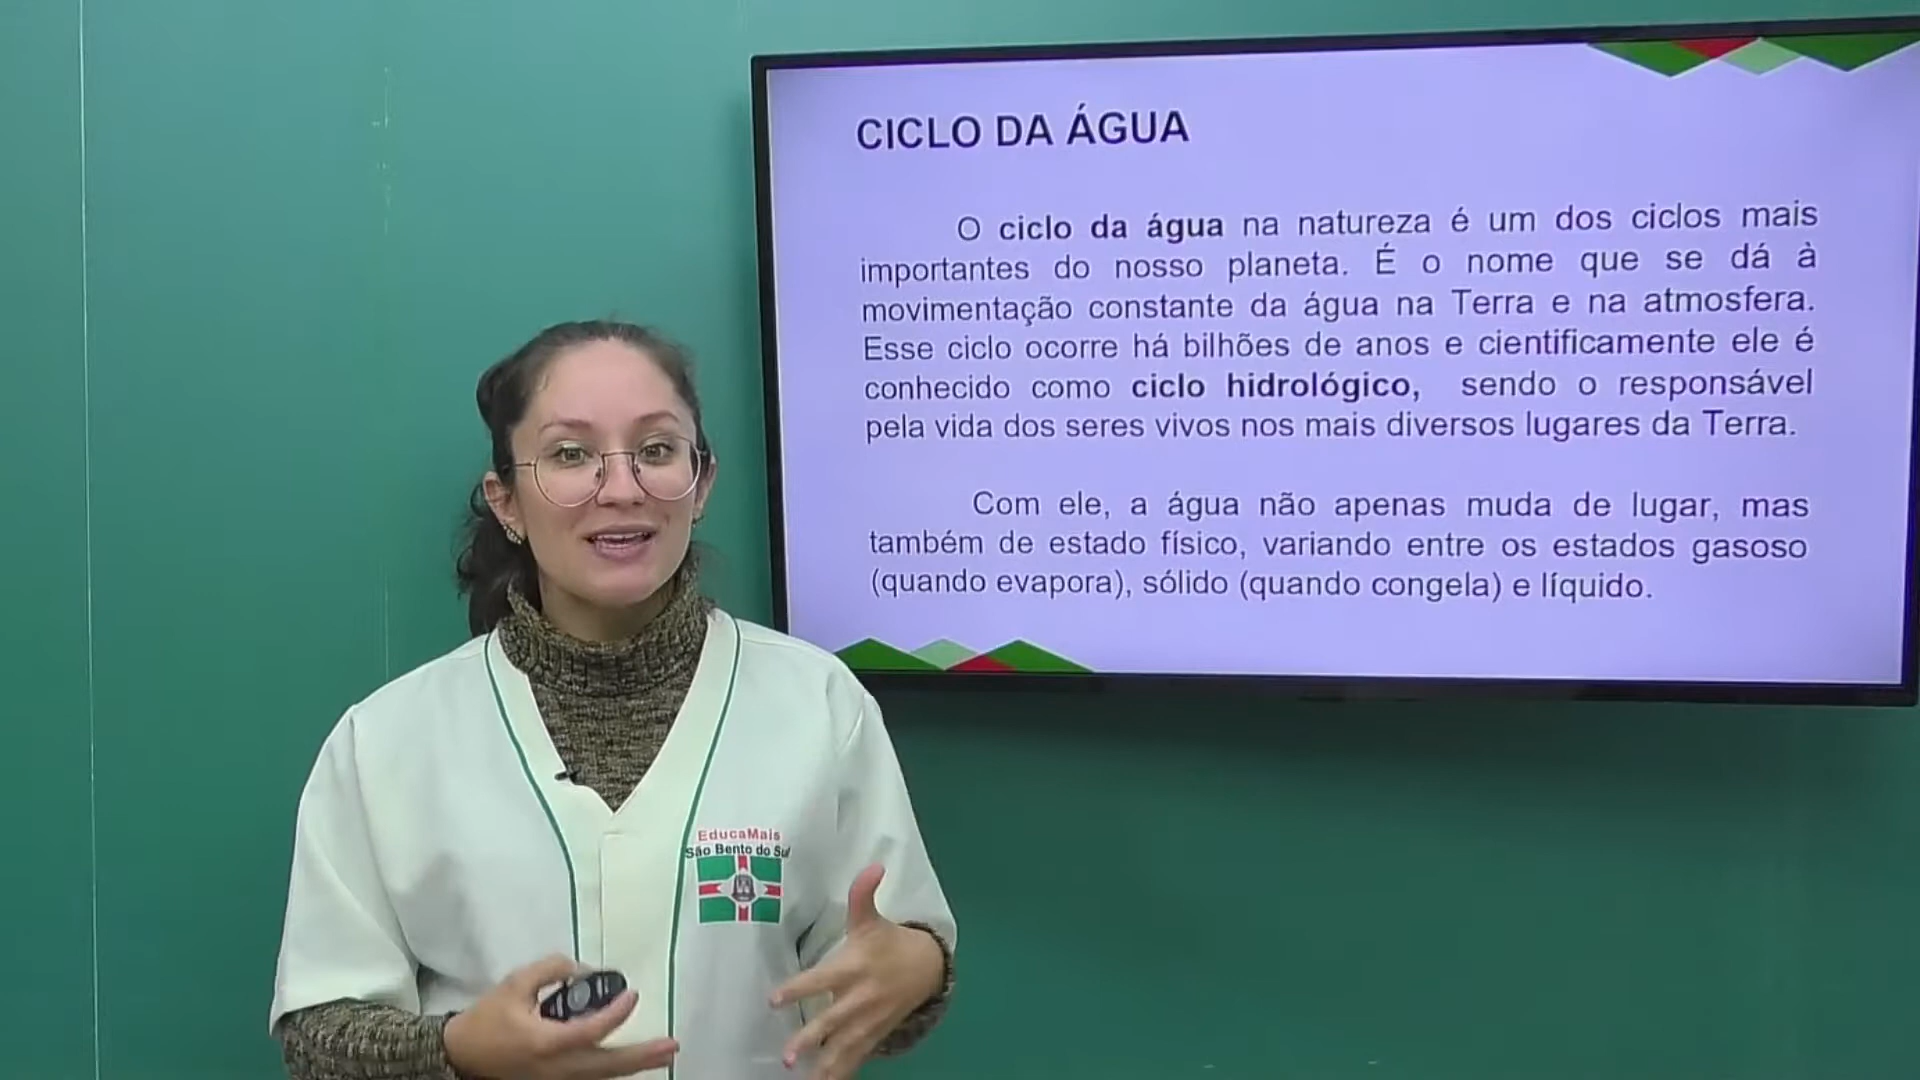 CICLO DA ÁGUA
O ciclo da água na natureza é um dos ciclos mais
importantes do nosso planeta. É o nome que se dá à
movimentação constante da água na Terra e na atmosfera.
Esse ciclo ocorre há bilhões de anos e cientificamente ele é
conhecido como ciclo hidrológico, sendo o responsável
pela vida dos seres vivos nos mais diversos lugares da Terra.
Com ele, a água não apenas muda de lugar, mas
também de estado físico, variando entre os estados gasoso
(quando evapora), sólido (quando congela) e líquido.
EducaMais
São Bento do Sul